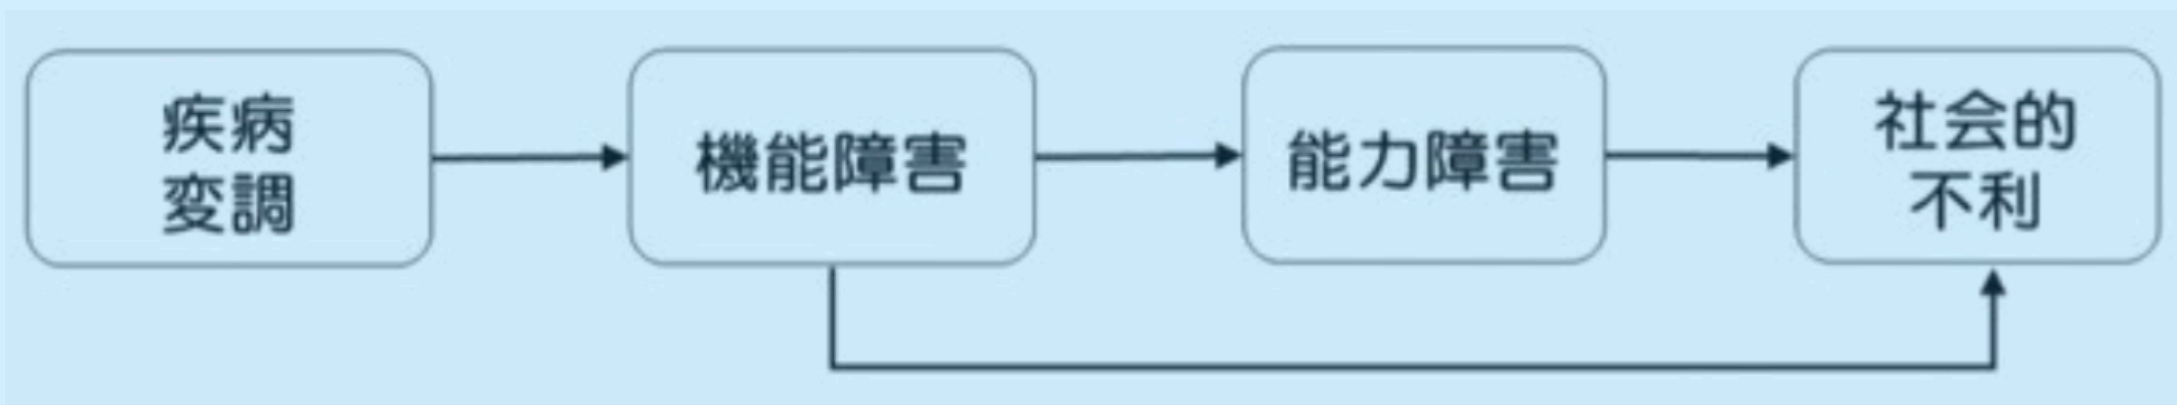 疾病
変調
機能障害
能力障害
社会的
不利